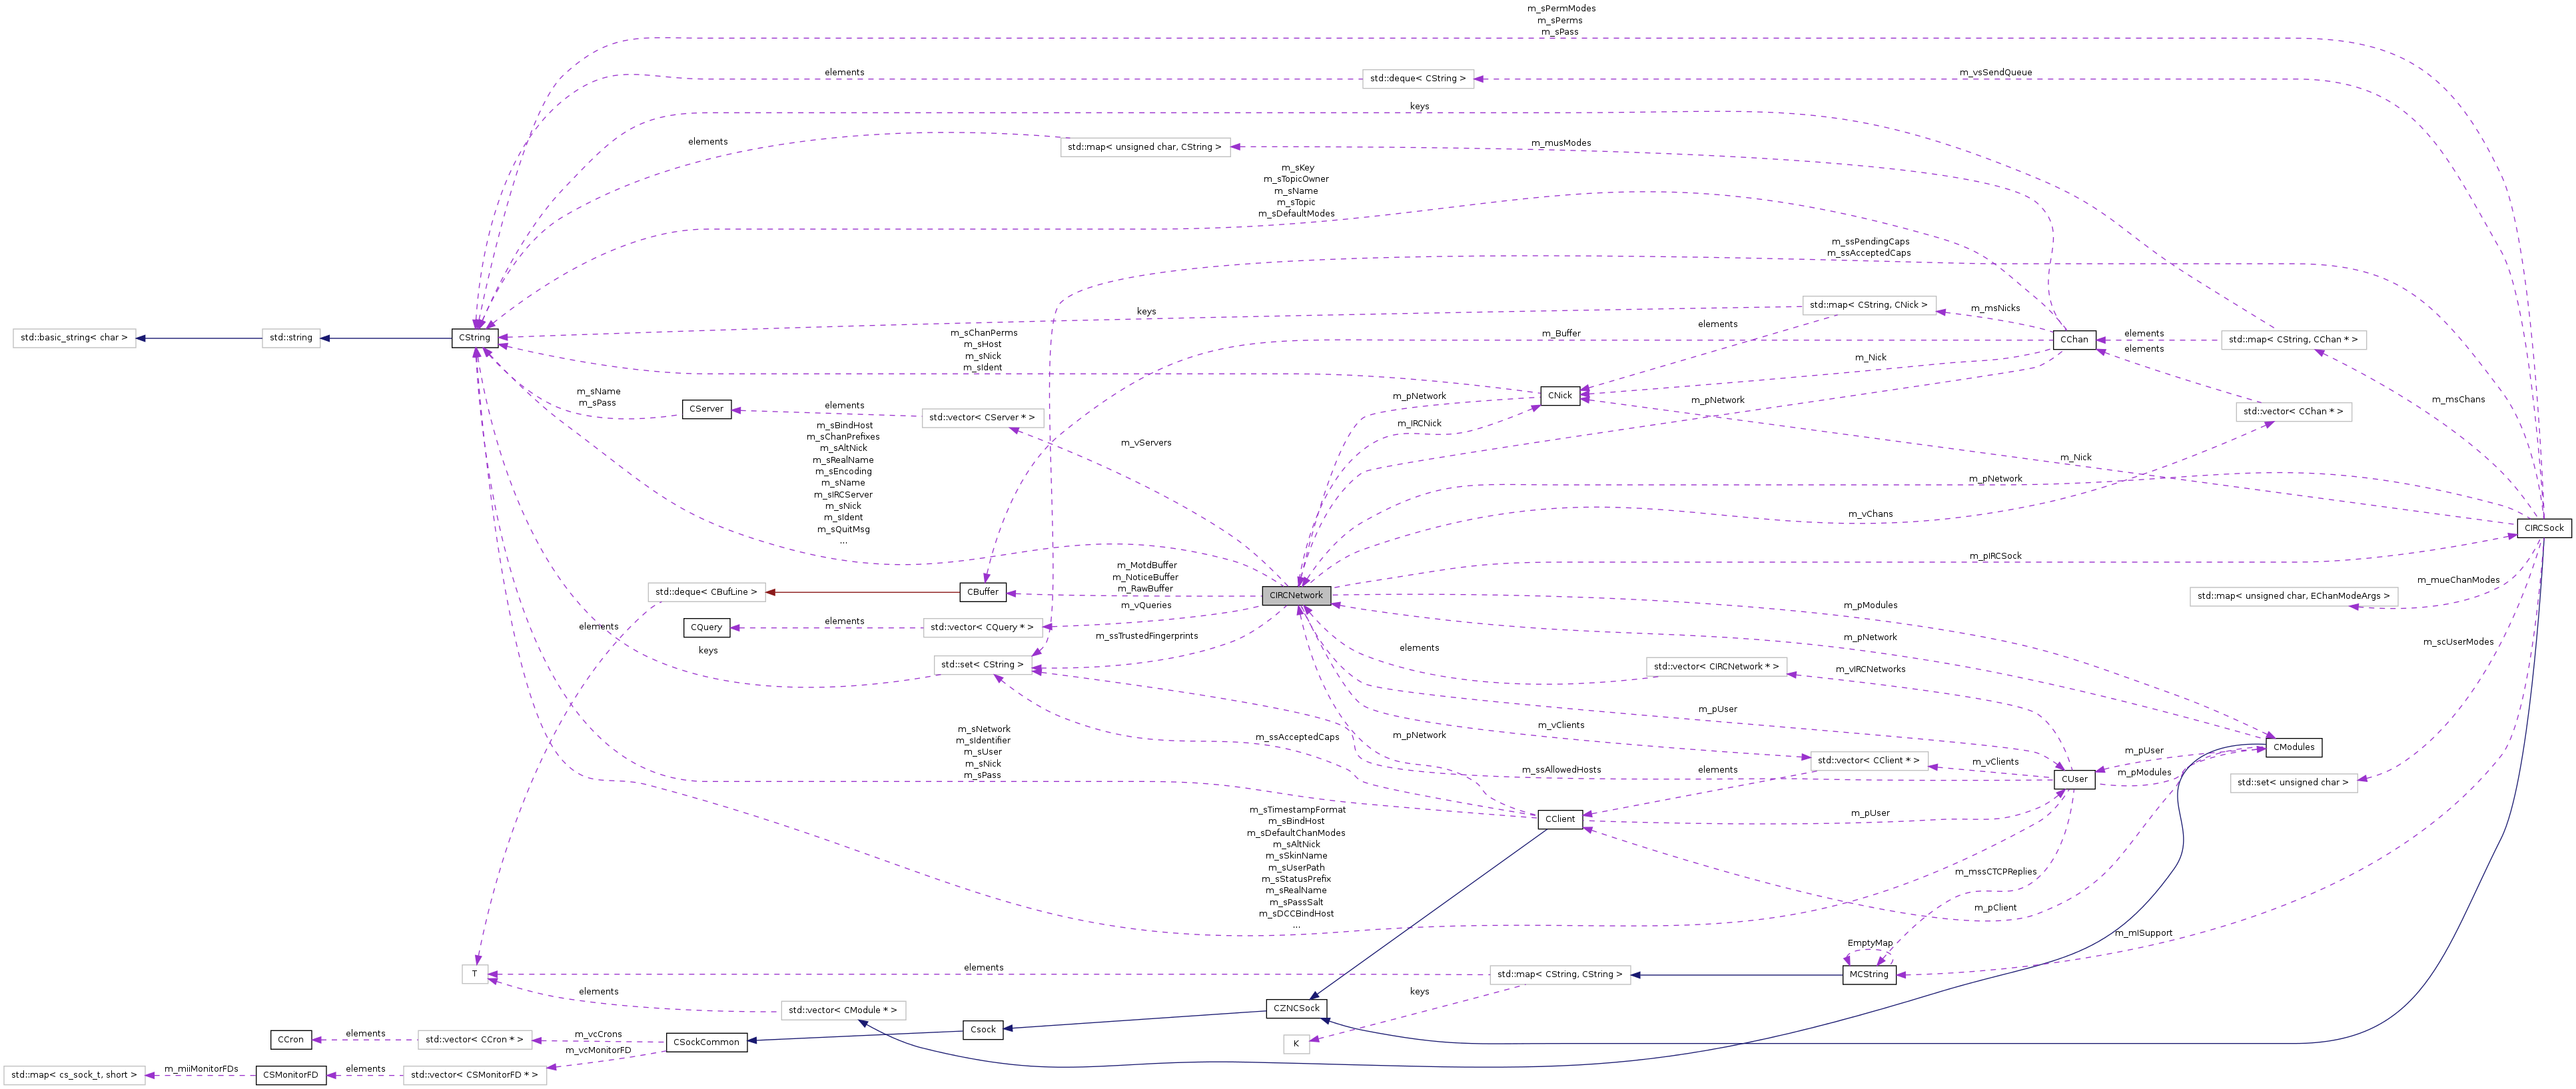 m_sPermModes
m_sPerms
m_sPass
elements
std::deque< CString >
m_vsSendQueue
keys
elements
std::map< unsigned char, CString >
m_musModes
m_sKey
m_sTopicOwner
m_sName
m_sTopic
m_sDefaultModes
m_ssPendingCaps
m_ssAcceptedCaps
std::map< CString, CNick >
m_msNicks
keys
elements
m_sChanPerms
m_sHost
m_sNick
m_sIdent
m_Buffer
std::basic_string< char >
std::string
CString
CChan
elements
std::map< CString, CChan * >
elements
m_Nick
m_sName
m_sPass
CServer
elements
std::vector< CServer * >
m_pNetwork
CNick
m_pNetwork
m_msChans
std::vector< CChan * >
m_IRCNick
m_vServers
m_sBindHost
m_sChanPrefixes
m_sAltNick
m_sRealName
m_sEncoding
m_sName
m_sIRCServer
m_sNick
m_sIdent
m_sQuitMsg
...
m_Nick
m_pNetwork
m_vChans
CIRCSock
m_pIRCSock
m_MotdBuffer
m_NoticeBuffer
m_RawBuffer
std::deque< CBufLine >
CBuffer
CIRCNetwork
m_mueChanModes
std::map< unsigned char, EChanModeArgs >
m_vQueries
m_pModules
elements
CQuery
elements
std::vector< CQuery * >
m_ssTrustedFingerprints
m_pNetwork
m_scUserModes
keys
std::set< CString >
elements
std::vector< CIRCNetwork * >
m_vIRCNetworks
m_pUser
m_vClients
m_pNetwork
m_ssAcceptedCaps
m_sNetwork
m_sIdentifier
m_sUser
m_sNick
m_sPass
CModules
m_pUser
std::vector< CClient * >
m_vClients
elements
m_ssAllowedHosts
m_pModules
CUser
std::set< unsigned char >
CClient
m_pUser
m_sTimestampFormat
m_sBindHost
m_sDefaultChanModes
m_sAltNick
m_sSkinName
m_sUserPath
m_sStatusPrefix
m_sRealName
m_sPassSalt
m_sDCCBindHost
...
m_mssCTCPReplies
m_pClient
m_mISupport
EmptyMap
T
elements
std::map< CString, CString >
MCString
elements
keys
std::vector< CModule * >
CZNCSock
Csock
CCron
elements
std::vector< CCron * >
m_vcCrons
CSockCommon
K
m_vcMonitorFD
std::map< cs_sock_t, short >
m_miiMonitorFDs
CSMonitorFD
elements
std::vector< CSMonitorFD * >